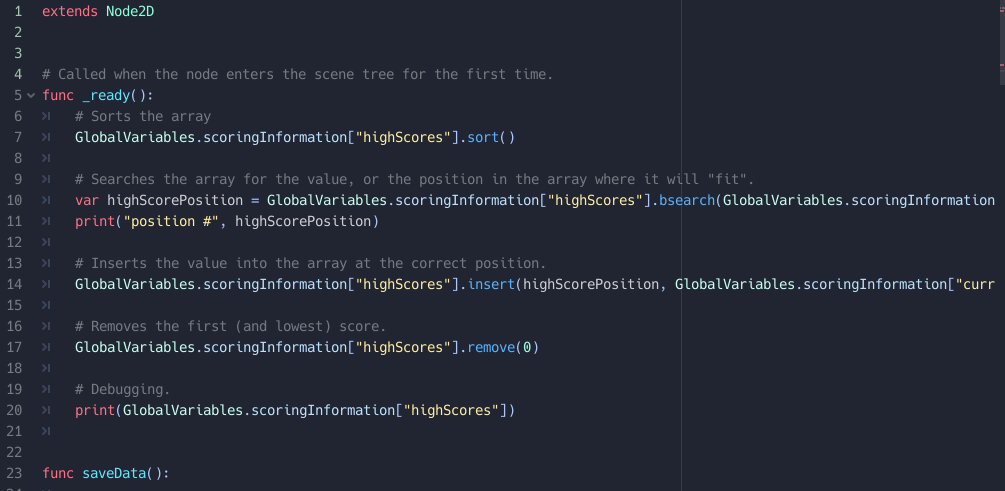 1 extends Node2D
2
3
4 # Called when the node enters the scene tree for the first time.
5 func _ready():
6 # Sorts the array
7 GlobalVariables.scoringInformation["highScores"].sort()
8
9 # Searches the array for the value, or the position in the array where it will "fit".
10 var highScorePosition = GlobalVariables.scoringInformation["highScores"].bsearch(GlobalVariables.scoringInformation
11 print("position #", highScorePosition)
12
13 # Inserts the value into the array at the correct position.
14 GlobalVariables.scoringInformation["highScores"].insert(highScorePosition, GlobalVariables.scoringInformation["curr
15
16 # Removes the first (and lowest) score.
17 GlobalVariables.scoringInformation["highScores"].remove(0)
18
19 # Debugging.
20 print(GlobalVariables.scoringInformation["highScores"])
21
22
23 func saveData():